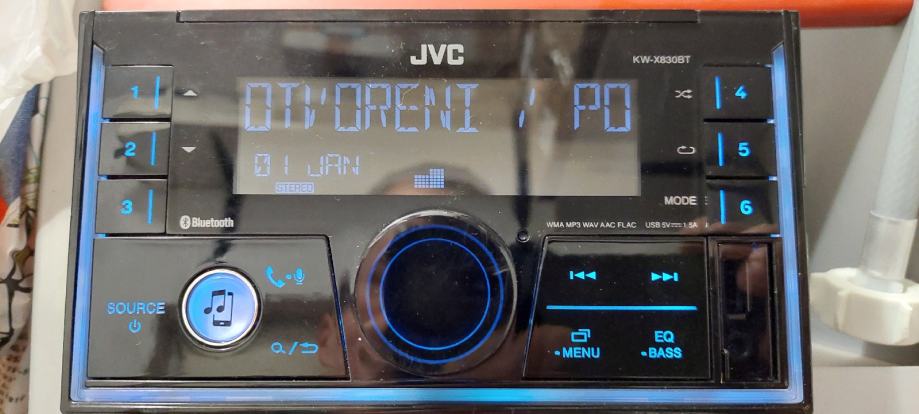 JVC
KW-X830BT
1
2
3
4
5
6
OTVORENI / PO
01 JAN
STEREO
MODE
Bluetooth
WMA MP3 WAV AAC FLAC USB 5V⎓1.5A
SOURCE
MENU
EQ
BASS